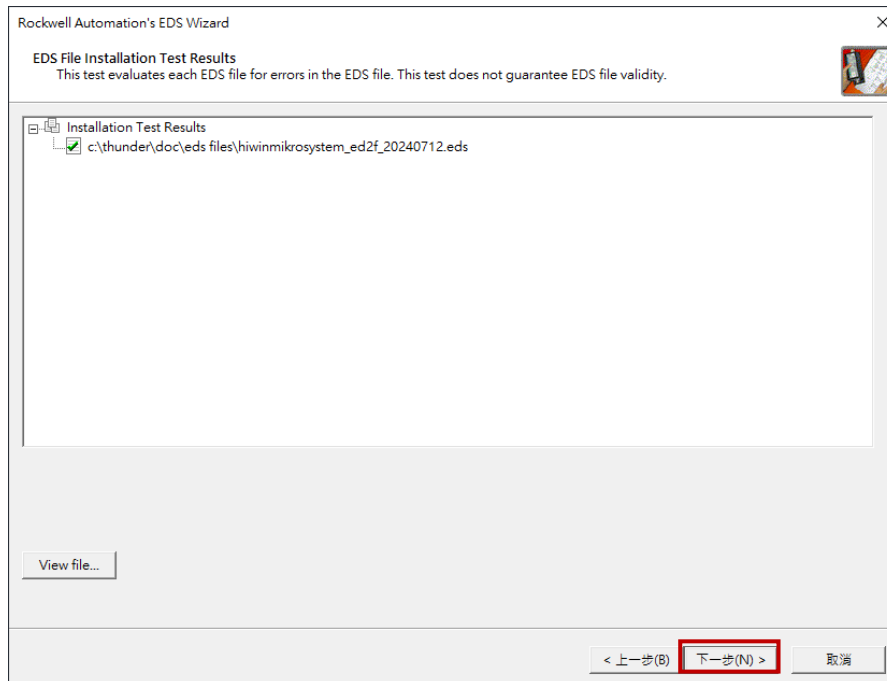 Rockwell Automation's EDS Wizard
EDS File Installation Test Results
This test evaluates each EDS file for errors in the EDS file. This test does not guarantee EDS file validity.
Installation Test Results
c:\thunder\doc\eds files\hiwinmikrosystem_ed2f_20240712.eds
View file...
< 上一步(B) 下一步(N) > 取消